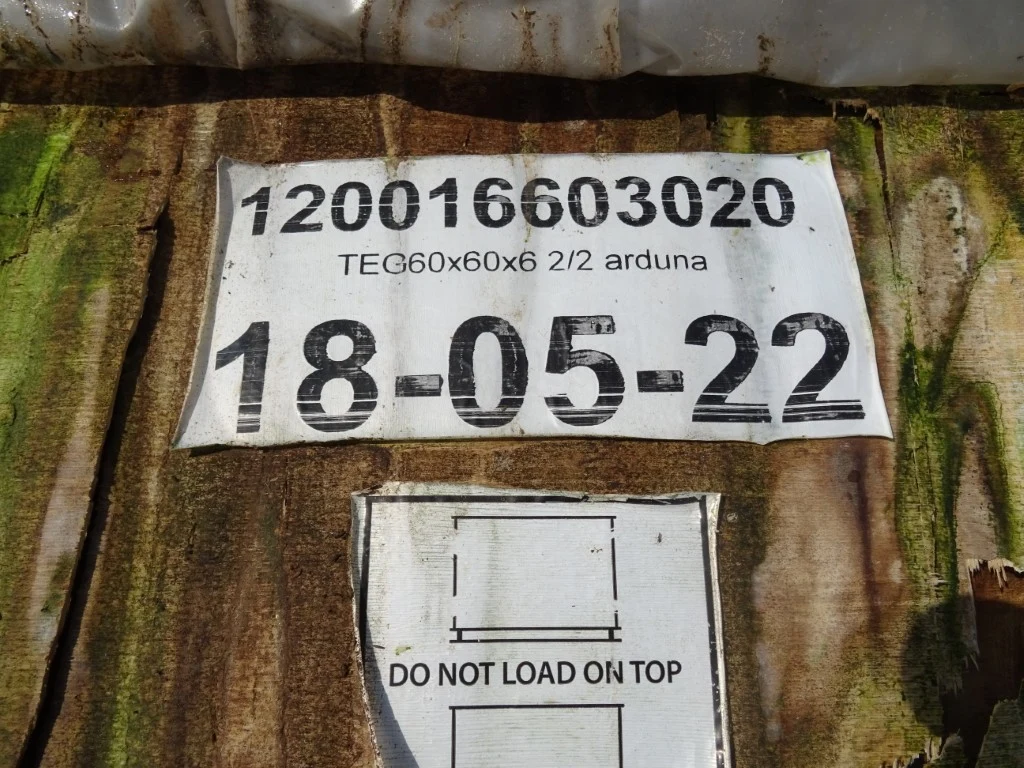 120016603020
TEG60x60x6 2/2 arduna
18-05-22
DO NOT LOAD ON TOP